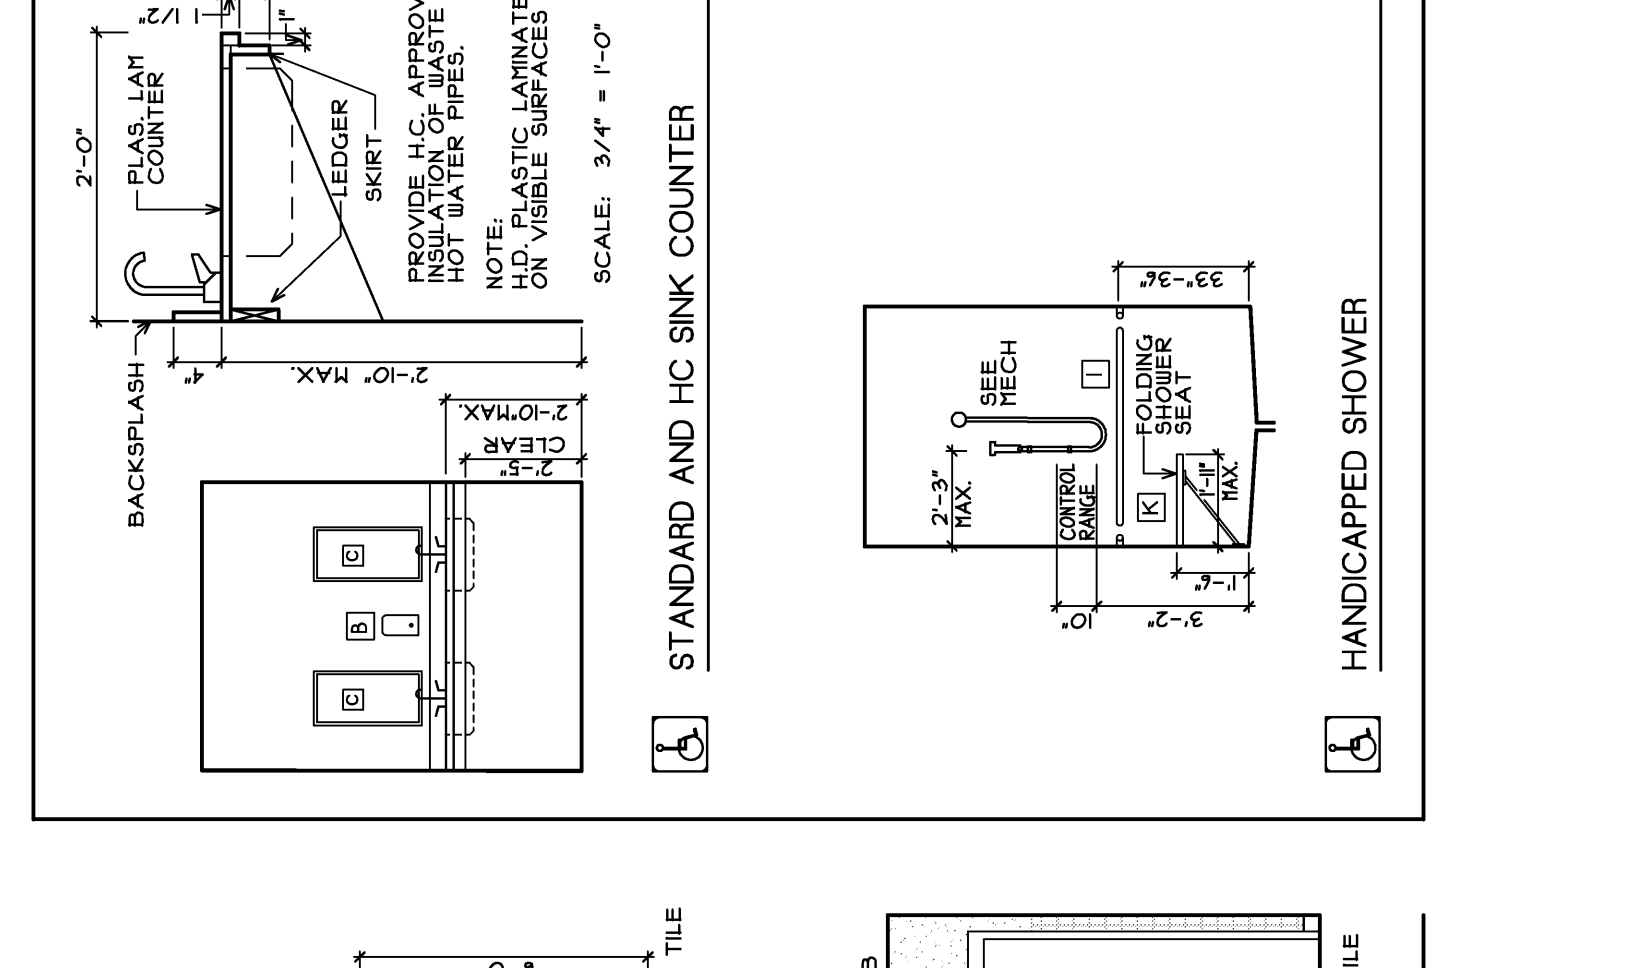 2'-0"
1 1/2"
1"
PLAS. LAM
COUNTER
LEDGER
SKIRT
BACKSPLASH
4"
2'-10" MAX.
PROVIDE H.C. APPROV
INSULATION OF WASTE
HOT WATER PIPES.
NOTE:
H.D. PLASTIC LAMINATE
ON VISIBLE SURFACES
SCALE: 3/4" = 1'-0"
2'-10"MAX.
CLEAR
2'-5"
C
B
C
STANDARD AND HC SINK COUNTER
33"-36"
SEE
MECH
I
FOLDING
SHOWER
SEAT
2'-3"
MAX.
CONTROL
RANGE
K
1'-11"
MAX.
1'-6"
10"
3'-2"
HANDICAPPED SHOWER
TILE